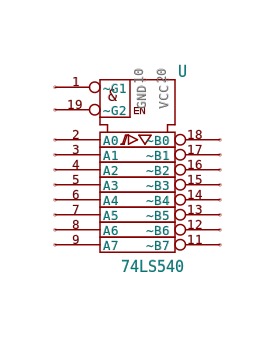 U
GND 10
VCC 20
1 ~G1
&
19 ~G2
EN
2 A0 ~B0 18
3 A1 ~B1 17
4 A2 ~B2 16
5 A3 ~B3 15
6 A4 ~B4 14
7 A5 ~B5 13
8 A6 ~B6 12
9 A7 ~B7 11
74LS540